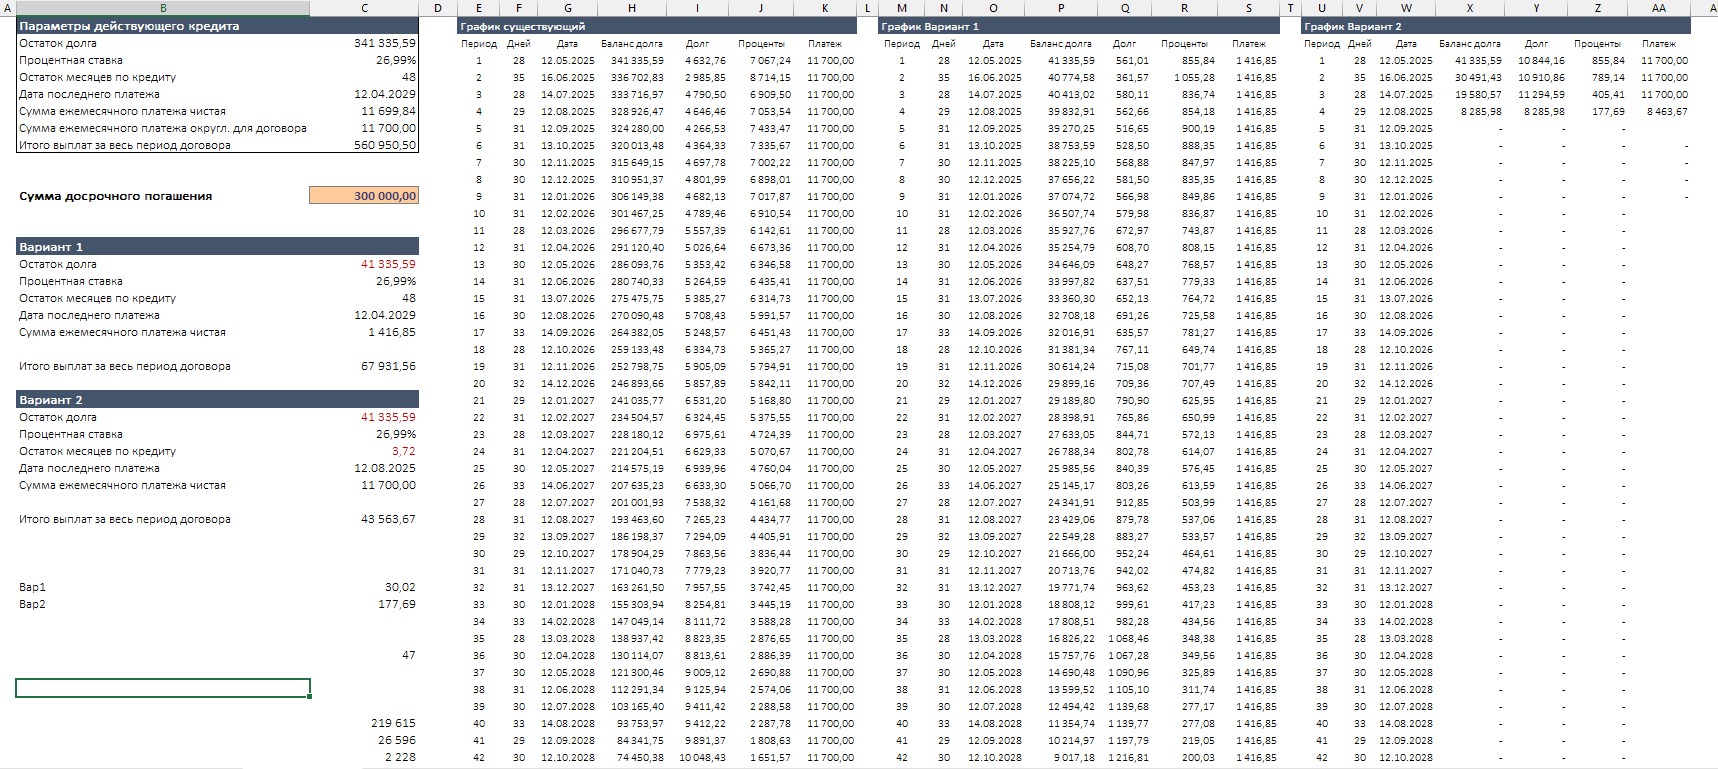 A B C D E F G H I J K L M N O P Q R S T U V W X Y Z AA A
Параметры действующего кредита График существующий График Вариант 1 График Вариант 2
Остаток долга 341 335,59 Период Дней Дата Баланс долга Долг Проценты Платеж Период Дней Дата Баланс долга Долг Проценты Платеж Период Дней Дата Баланс долга Долг Проценты Платеж
Процентная ставка 26,99% 1 28 12.05.2025 341 335,59 4 632,76 7 067,24 11 700,00 1 28 12.05.2025 41 335,59 561,01 855,84 1 416,85 1 28 12.05.2025 41 335,59 10 844,16 855,84 11 700,00
Остаток месяцев по кредиту 48 2 35 16.06.2025 336 702,83 2 985,85 8 714,15 11 700,00 2 35 16.06.2025 40 774,58 361,57 1 055,28 1 416,85 2 35 16.06.2025 30 491,43 10 910,86 789,14 11 700,00
Дата последнего платежа 12.04.2029 3 28 14.07.2025 333 716,97 4 790,50 6 909,50 11 700,00 3 28 14.07.2025 40 413,02 580,11 836,74 1 416,85 3 28 14.07.2025 19 580,57 11 294,59 405,41 11 700,00
Сумма ежемесячного платежа чистая 11 699,84 4 29 12.08.2025 328 926,47 4 646,46 7 053,54 11 700,00 4 29 12.08.2025 39 832,91 562,66 854,18 1 416,85 4 29 12.08.2025 8 285,98 8 285,98 177,69 8 463,67
Сумма ежемесячного платежа округл. для договора 11 700,00 5 31 12.09.2025 324 280,00 4 266,53 7 433,47 11 700,00 5 31 12.09.2025 39 270,25 516,65 900,19 1 416,85 5 31 12.09.2025 - - -
Итого выплат за весь период договора 560 950,50 6 31 13.10.2025 320 013,48 4 364,33 7 335,67 11 700,00 6 31 13.10.2025 38 753,59 528,50 888,35 1 416,85 6 31 13.10.2025 - - - -
7 30 12.11.2025 315 649,15 4 697,78 7 002,22 11 700,00 7 30 12.11.2025 38 225,10 568,88 847,97 1 416,85 7 30 12.11.2025 - - - -
8 30 12.12.2025 310 951,37 4 801,99 6 898,01 11 700,00 8 30 12.12.2025 37 656,22 581,50 835,35 1 416,85 8 30 12.12.2025 - - - -
Сумма досрочного погашения 300 000,00 9 31 12.01.2026 306 149,38 4 682,13 7 017,87 11 700,00 9 31 12.01.2026 37 074,72 566,98 849,86 1 416,85 9 31 12.01.2026 - - - -
10 31 12.02.2026 301 467,25 4 789,46 6 910,54 11 700,00 10 31 12.02.2026 36 507,74 579,98 836,87 1 416,85 10 31 12.02.2026 - - -
11 28 12.03.2026 296 677,79 5 557,39 6 142,61 11 700,00 11 28 12.03.2026 35 927,76 672,97 743,87 1 416,85 11 28 12.03.2026 - - -
Вариант 1 12 31 12.04.2026 291 120,40 5 026,64 6 673,36 11 700,00 12 31 12.04.2026 35 254,79 608,70 808,15 1 416,85 12 31 12.04.2026 - - -
Остаток долга 41 335,59 13 30 12.05.2026 286 093,76 5 353,42 6 346,58 11 700,00 13 30 12.05.2026 34 646,09 648,27 768,57 1 416,85 13 30 12.05.2026 - - -
Процентная ставка 26,99% 14 31 12.06.2026 280 740,33 5 264,59 6 435,41 11 700,00 14 31 12.06.2026 33 997,82 637,51 779,33 1 416,85 14 31 12.06.2026 - - -
Остаток месяцев по кредиту 48 15 31 13.07.2026 275 475,75 5 385,27 6 314,73 11 700,00 15 31 13.07.2026 33 360,30 652,13 764,72 1 416,85 15 31 13.07.2026 - - -
Дата последнего платежа 12.04.2029 16 30 12.08.2026 270 090,48 5 708,43 5 991,57 11 700,00 16 30 12.08.2026 32 708,18 691,26 725,58 1 416,85 16 30 12.08.2026 - - -
Сумма ежемесячного платежа чистая 1 416,85 17 33 14.09.2026 264 382,05 5 248,57 6 451,43 11 700,00 17 33 14.09.2026 32 016,91 635,57 781,27 1 416,85 17 33 14.09.2026 - - -
18 28 12.10.2026 259 133,48 6 334,73 5 365,27 11 700,00 18 28 12.10.2026 31 381,34 767,11 649,74 1 416,85 18 28 12.10.2026 - - -
Итого выплат за весь период договора 67 931,56 19 31 12.11.2026 252 798,75 5 905,09 5 794,91 11 700,00 19 31 12.11.2026 30 614,24 715,08 701,77 1 416,85 19 31 12.11.2026 - - -
20 32 14.12.2026 246 893,66 5 857,89 5 842,11 11 700,00 20 32 14.12.2026 29 899,16 709,36 707,49 1 416,85 20 32 14.12.2026 - - -
Вариант 2 21 29 12.01.2027 241 035,77 6 531,20 5 168,80 11 700,00 21 29 12.01.2027 29 189,80 790,90 625,95 1 416,85 21 29 12.01.2027 - - -
Остаток долга 41 335,59 22 31 12.02.2027 234 504,57 6 324,45 5 375,55 11 700,00 22 31 12.02.2027 28 398,91 765,86 650,99 1 416,85 22 31 12.02.2027 - - -
Процентная ставка 26,99% 23 28 12.03.2027 228 180,12 6 975,61 4 724,39 11 700,00 23 28 12.03.2027 27 633,05 844,71 572,13 1 416,85 23 28 12.03.2027 - - -
Остаток месяцев по кредиту 3,72 24 31 12.04.2027 221 204,51 6 629,33 5 070,67 11 700,00 24 31 12.04.2027 26 788,34 802,78 614,07 1 416,85 24 31 12.04.2027 - - -
Дата последнего платежа 12.08.2025 25 30 12.05.2027 214 575,19 6 939,96 4 760,04 11 700,00 25 30 12.05.2027 25 985,56 840,39 576,45 1 416,85 25 30 12.05.2027 - - -
Сумма ежемесячного платежа чистая 11 700,00 26 33 14.06.2027 207 635,23 6 633,30 5 066,70 11 700,00 26 33 14.06.2027 25 145,17 803,26 613,59 1 416,85 26 33 14.06.2027 - - -
27 28 12.07.2027 201 001,93 7 538,32 4 161,68 11 700,00 27 28 12.07.2027 24 341,91 912,85 503,99 1 416,85 27 28 12.07.2027 - - -
Итого выплат за весь период договора 43 563,67 28 31 12.08.2027 193 463,60 7 265,23 4 434,77 11 700,00 28 31 12.08.2027 23 429,06 879,78 537,06 1 416,85 28 31 12.08.2027 - - -
29 32 13.09.2027 186 198,37 7 294,09 4 405,91 11 700,00 29 32 13.09.2027 22 549,28 883,27 533,57 1 416,85 29 32 13.09.2027 - - -
30 29 12.10.2027 178 904,29 7 863,56 3 836,44 11 700,00 30 29 12.10.2027 21 666,00 952,24 464,61 1 416,85 30 29 12.10.2027 - - -
31 31 12.11.2027 171 040,73 7 779,23 3 920,77 11 700,00 31 31 12.11.2027 20 713,76 942,02 474,82 1 416,85 31 31 12.11.2027 - - -
Вар1 30,02 32 31 13.12.2027 163 261,50 7 957,55 3 742,45 11 700,00 32 31 13.12.2027 19 771,74 963,62 453,23 1 416,85 32 31 13.12.2027 - - -
Вар2 177,69 33 30 12.01.2028 155 303,94 8 254,81 3 445,19 11 700,00 33 30 12.01.2028 18 808,12 999,61 417,23 1 416,85 33 30 12.01.2028 - - -
34 33 14.02.2028 147 049,14 8 111,72 3 588,28 11 700,00 34 33 14.02.2028 17 808,51 982,28 434,56 1 416,85 34 33 14.02.2028 - - -
35 28 13.03.2028 138 937,42 8 823,35 2 876,65 11 700,00 35 28 13.03.2028 16 826,22 1 068,46 348,38 1 416,85 35 28 13.03.2028 - - -
47 36 30 12.04.2028 130 114,07 8 813,61 2 886,39 11 700,00 36 30 12.04.2028 15 757,76 1 067,28 349,56 1 416,85 36 30 12.04.2028 - - -
37 30 12.05.2028 121 300,46 9 009,12 2 690,88 11 700,00 37 30 12.05.2028 14 690,48 1 090,96 325,89 1 416,85 37 30 12.05.2028 - - -
38 31 12.06.2028 112 291,34 9 125,94 2 574,06 11 700,00 38 31 12.06.2028 13 599,52 1 105,10 311,74 1 416,85 38 31 12.06.2028 - - -
39 30 12.07.2028 103 165,40 9 411,42 2 288,58 11 700,00 39 30 12.07.2028 12 494,42 1 139,68 277,17 1 416,85 39 30 12.07.2028 - - -
219 615 40 33 14.08.2028 93 753,97 9 412,22 2 287,78 11 700,00 40 33 14.08.2028 11 354,74 1 139,77 277,08 1 416,85 40 33 14.08.2028 - - -
26 596 41 29 12.09.2028 84 341,75 9 891,37 1 808,63 11 700,00 41 29 12.09.2028 10 214,97 1 197,79 219,05 1 416,85 41 29 12.09.2028 - - -
2 228 42 30 12.10.2028 74 450,38 10 048,43 1 651,57 11 700,00 42 30 12.10.2028 9 017,18 1 216,81 200,03 1 416,85 42 30 12.10.2028 - - -